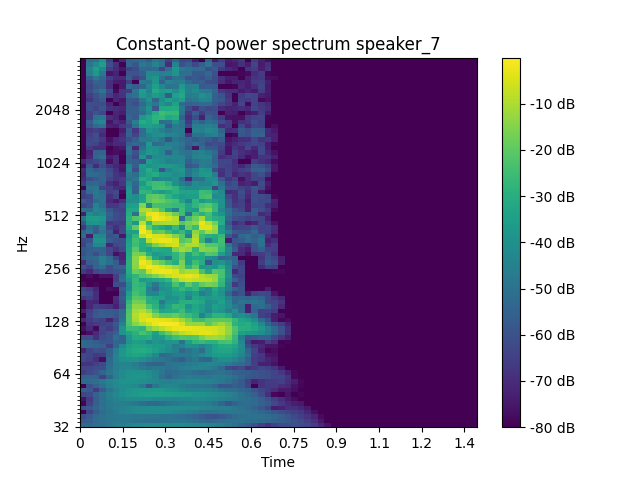 Constant-Q power spectrum speaker_7
Hz
2048
1024
512
256
128
64
32
0 0.15 0.3 0.45 0.6 0.75 0.9 1.1 1.2 1.4
Time
-10 dB
-20 dB
-30 dB
-40 dB
-50 dB
-60 dB
-70 dB
-80 dB